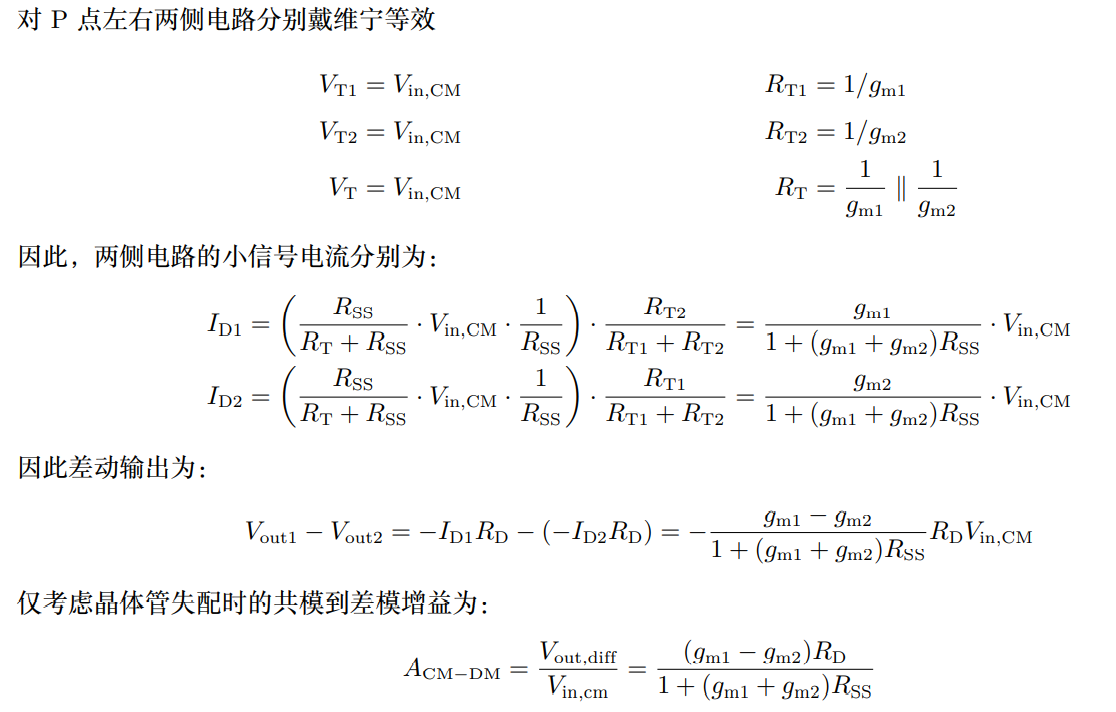 对 P 点左右两侧电路分别戴维宁等效
$V_{\mathrm{T1}} = V_{\mathrm{in,CM}} \qquad R_{\mathrm{T1}} = 1/g_{\mathrm{m1}}$
$V_{\mathrm{T2}} = V_{\mathrm{in,CM}} \qquad R_{\mathrm{T2}} = 1/g_{\mathrm{m2}}$
$V_{\mathrm{T}} = V_{\mathrm{in,CM}} \qquad R_{\mathrm{T}} = \frac{1}{g_{\mathrm{m1}}} \parallel \frac{1}{g_{\mathrm{m2}}}$
因此，两侧电路的小信号电流分别为：
$I_{\mathrm{D1}} = \left( \frac{R_{\mathrm{SS}}}{R_{\mathrm{T}} + R_{\mathrm{SS}}} \cdot V_{\mathrm{in,CM}} \cdot \frac{1}{R_{\mathrm{SS}}} \right) \cdot \frac{R_{\mathrm{T2}}}{R_{\mathrm{T1}} + R_{\mathrm{T2}}} = \frac{g_{\mathrm{m1}}}{1 + (g_{\mathrm{m1}} + g_{\mathrm{m2}})R_{\mathrm{SS}}} \cdot V_{\mathrm{in,CM}}$
$I_{\mathrm{D2}} = \left( \frac{R_{\mathrm{SS}}}{R_{\mathrm{T}} + R_{\mathrm{SS}}} \cdot V_{\mathrm{in,CM}} \cdot \frac{1}{R_{\mathrm{SS}}} \right) \cdot \frac{R_{\mathrm{T1}}}{R_{\mathrm{T1}} + R_{\mathrm{T2}}} = \frac{g_{\mathrm{m2}}}{1 + (g_{\mathrm{m1}} + g_{\mathrm{m2}})R_{\mathrm{SS}}} \cdot V_{\mathrm{in,CM}}$
因此差动输出为：
$V_{\mathrm{out1}} - V_{\mathrm{out2}} = -I_{\mathrm{D1}}R_{\mathrm{D}} - (-I_{\mathrm{D2}}R_{\mathrm{D}}) = -\frac{g_{\mathrm{m1}} - g_{\mathrm{m2}}}{1 + (g_{\mathrm{m1}} + g_{\mathrm{m2}})R_{\mathrm{SS}}} R_{\mathrm{D}} V_{\mathrm{in,CM}}$
仅考虑晶体管失配时的共模到差模增益为：
$A_{\mathrm{CM-DM}} = \frac{V_{\mathrm{out,diff}}}{V_{\mathrm{in,cm}}} = \frac{(g_{\mathrm{m1}} - g_{\mathrm{m2}})R_{\mathrm{D}}}{1 + (g_{\mathrm{m1}} + g_{\mathrm{m2}})R_{\mathrm{SS}}}$